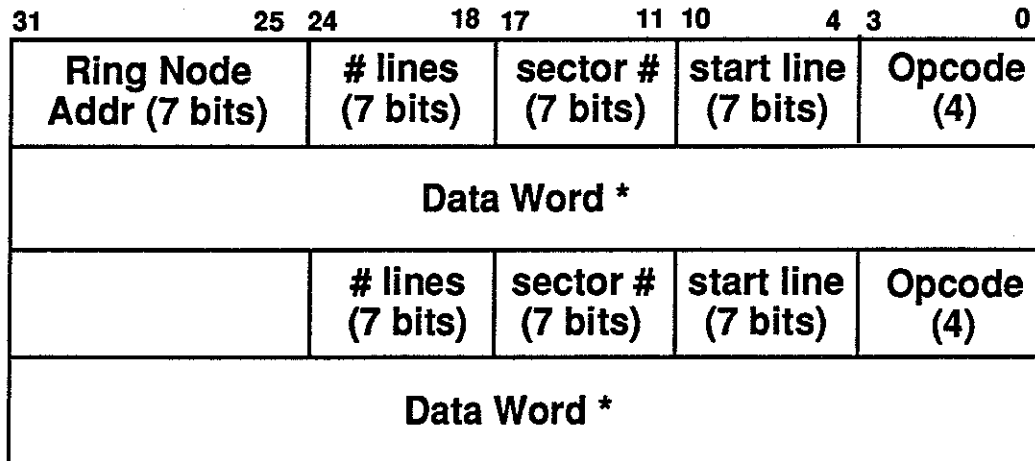 31 25 24 18 17 11 10 4 3 0
Ring Node # lines sector # start line Opcode
Addr (7 bits) (7 bits) (7 bits) (7 bits) (4)
Data Word *
# lines sector # start line Opcode
(7 bits) (7 bits) (7 bits) (4)
Data Word *